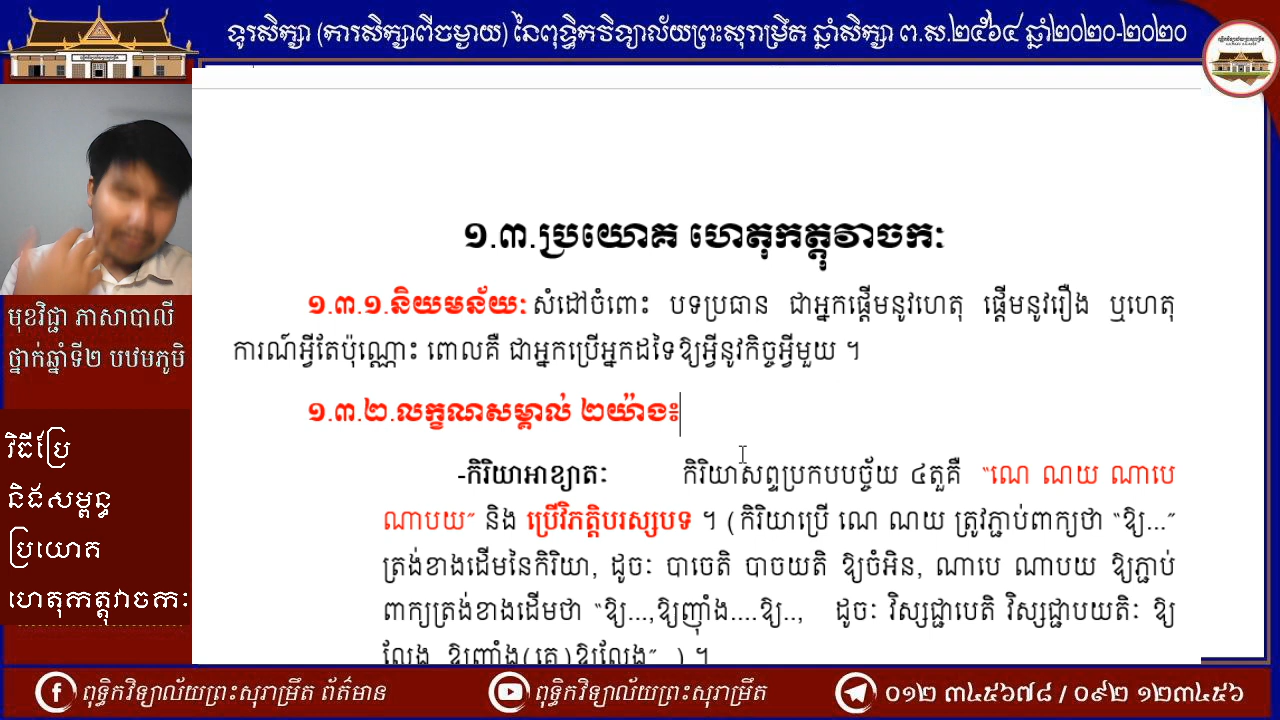 ទូរសិក្សា (ការសិក្សាពីចម្ងាយ) នៃពុទ្ធិកវិទ្យាល័យព្រះសុរាម្រឹត ឆ្នាំសិក្សា ព.ស.២៥៦៤ ឆ្នាំ២០២០-២០២០
មុខវិជ្ជា ភាសាបាលី
ថ្នាក់ឆ្នាំទី២ បឋមភូមិ
វិធីប្រែ
និងសម្ពន្ធ
ប្រយោគ
ហេតុកត្តុវាចកៈ
១.៣.ប្រយោគ ហេតុកត្តុវាចកៈ
១.៣.១.និយមន័យៈ សំដៅចំពោះ បទប្រធាន ជាអ្នកផ្ដើមនូវហេតុ ផ្ដើមនូវរឿង ឬហេតុ
ការណ៍អ្វីតែប៉ុណ្ណោះ ពោលគឺ ជាអ្នកប្រើអ្នកដទៃឱ្យអ្វីនូវកិច្ចអ្វីមួយ ។
១.៣.២.លក្ខណសម្គាល់ ២យ៉ាង៖
-កិរិយាអាខ្យាតៈ កិរិយាសព្ទប្រកបបច្ច័យ ៤តួគឺ “ណេ ណយ ណាបេ
ណាបយ” និង ប្រើវិភត្តិបរស្សបទ ។ (កិរិយាប្រើ ណេ ណយ ត្រូវភ្ជាប់ពាក្យថា “ឱ្យ...”
ត្រង់ខាងដើមនៃកិរិយា, ដូចៈ បាចេតិ បាចយតិ ឱ្យចំអិន, ណាបេ ណាបយ ឱ្យភ្ជាប់
ពាក្យត្រង់ខាងដើមថា “ឱ្យ...,ឱ្យញ៉ាំង....ឱ្យ.., ដូចៈ វិស្សជ្ជាបេតិ វិស្សជ្ជាបយតិៈ ឱ្យ
លែង, ឱ្យញ៉ាំង(គេ)ឱ្យលែង” ) ។
ពុទ្ធិកវិទ្យាល័យព្រះសុរាម្រឹត ព័ត៌មាន
ពុទ្ធិកវិទ្យាល័យព្រះសុរាម្រឹត
០១២ ៣៤៥៦៧៨ / ០៩២ ១២៣៤៥៦